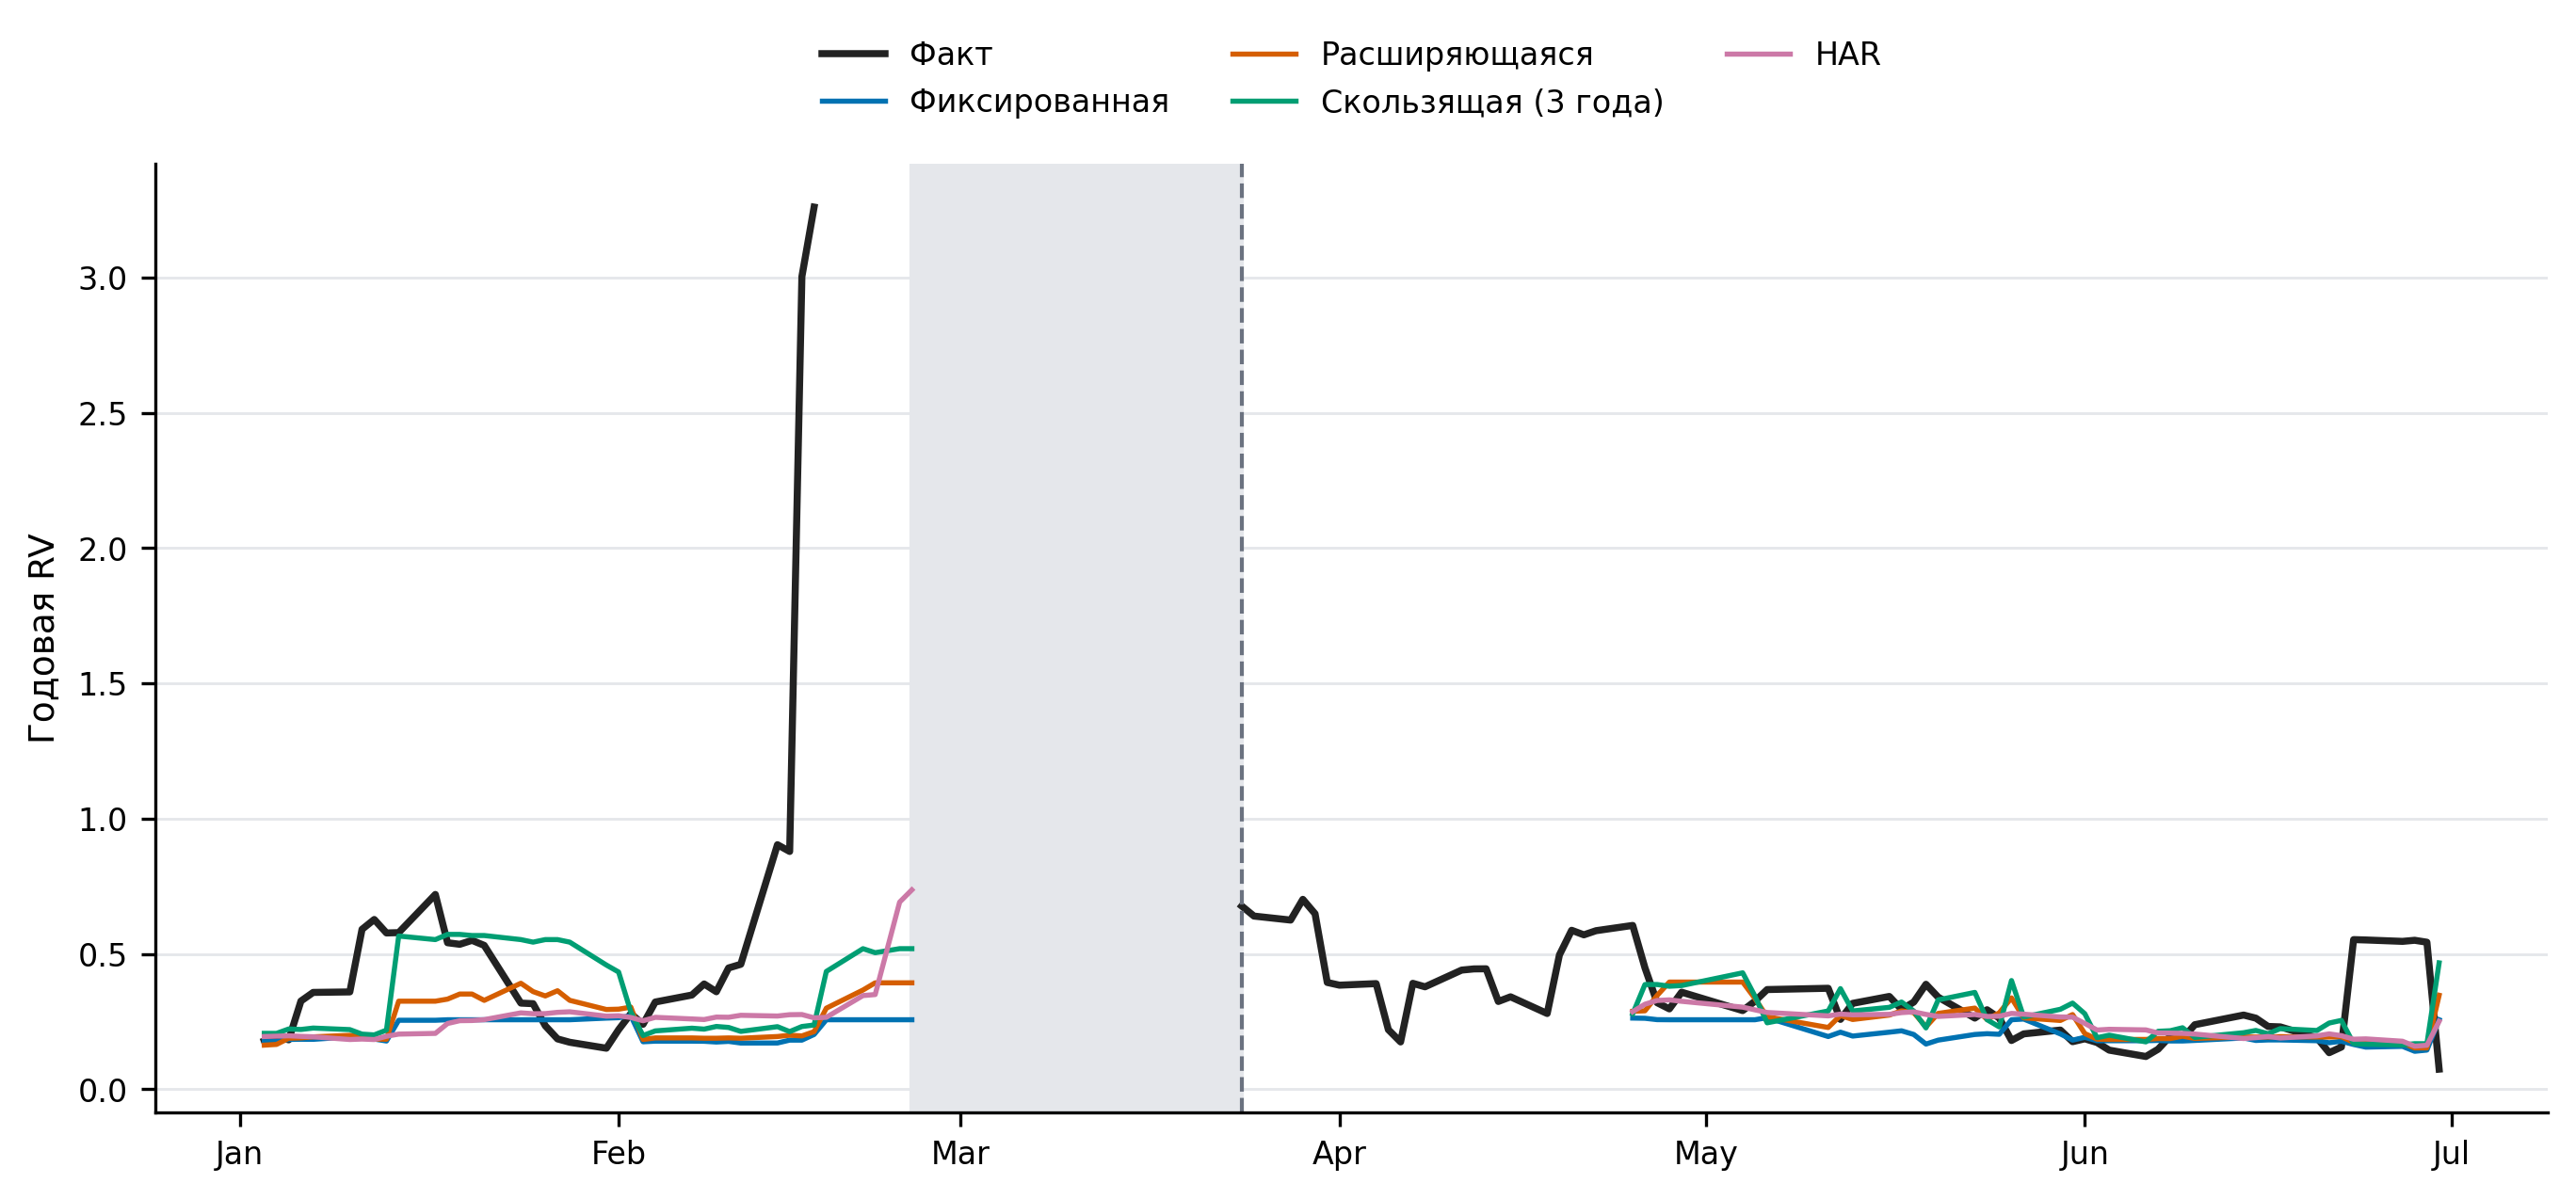 Факт
Фиксированная
Расширяющаяся
Скользящая (3 года)
HAR
Годовая RV
3.0
2.5
2.0
1.5
1.0
0.5
0.0
Jan Feb Mar Apr May Jun Jul